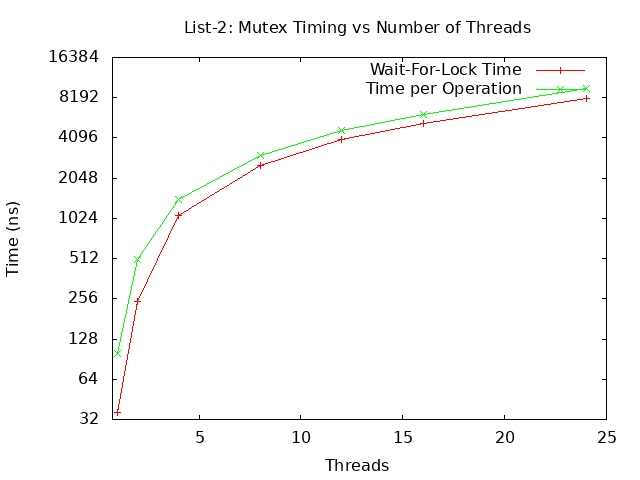 List-2: Mutex Timing vs Number of Threads
16384
8192
4096
2048
1024
512
256
128
64
32
Wait-For-Lock Time
Time per Operation
Time (ns)
5 10 15 20 25
Threads